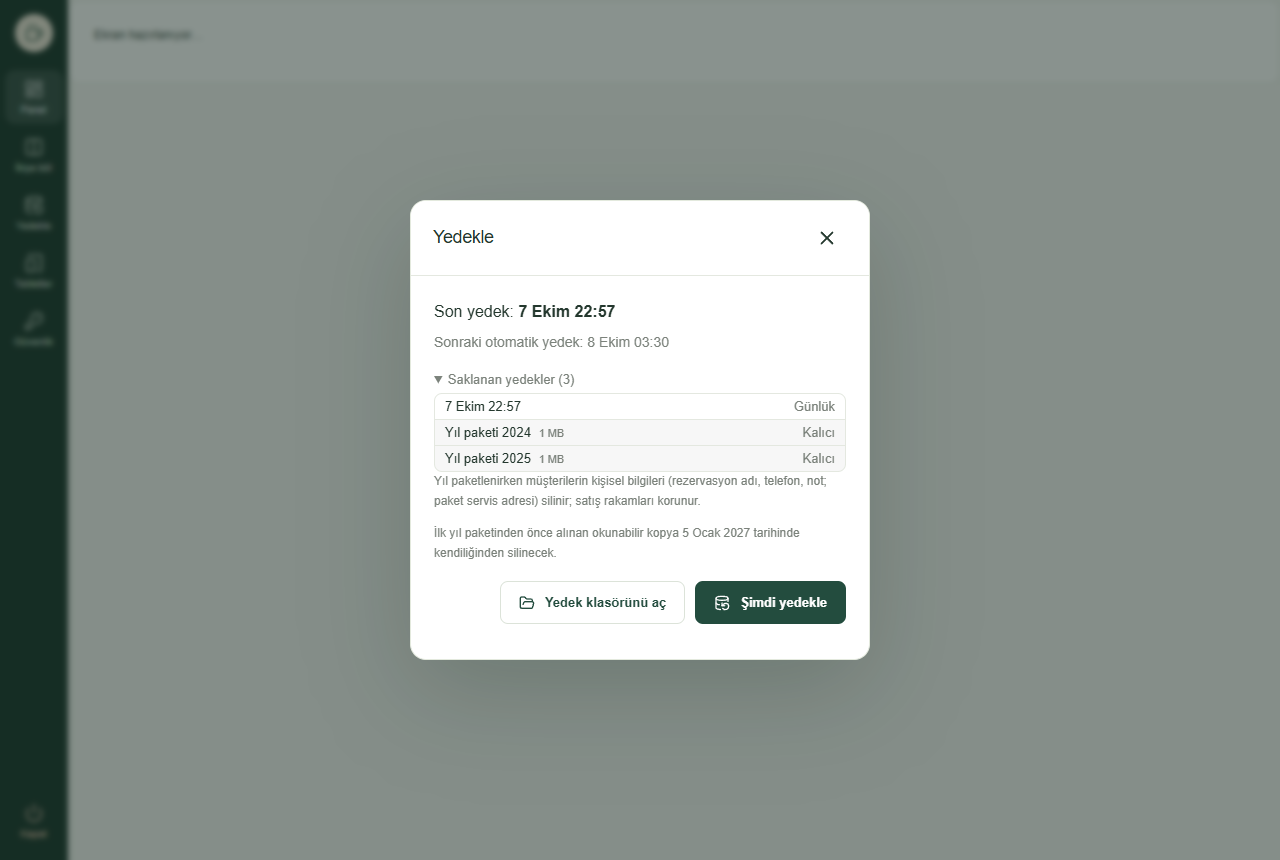 Yedekle
Son yedek: 7 Ekim 22:57
Sonraki otomatik yedek: 8 Ekim 03:30
▼ Saklanan yedekler (3)
7 Ekim 22:57 Günlük
Yıl paketi 2024 1 MB Kalıcı
Yıl paketi 2025 1 MB Kalıcı
Yıl paketlenirken müşterilerin kişisel bilgileri (rezervasyon adı, telefon, not;
paket servis adresi) silinir; satış rakamları korunur.
İlk yıl paketinden önce alınan okunabilir kopya 5 Ocak 2027 tarihinde
kendiliğinden silinecek.
Yedek klasörünü aç
Şimdi yedekle